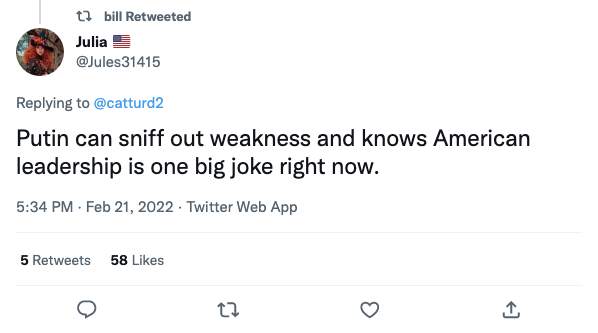 bill Retweeted
Julia 🇺🇸
@Jules31415
Replying to @catturd2
Putin can sniff out weakness and knows American
leadership is one big joke right now.
5:34 PM · Feb 21, 2022 · Twitter Web App
5 Retweets 58 Likes